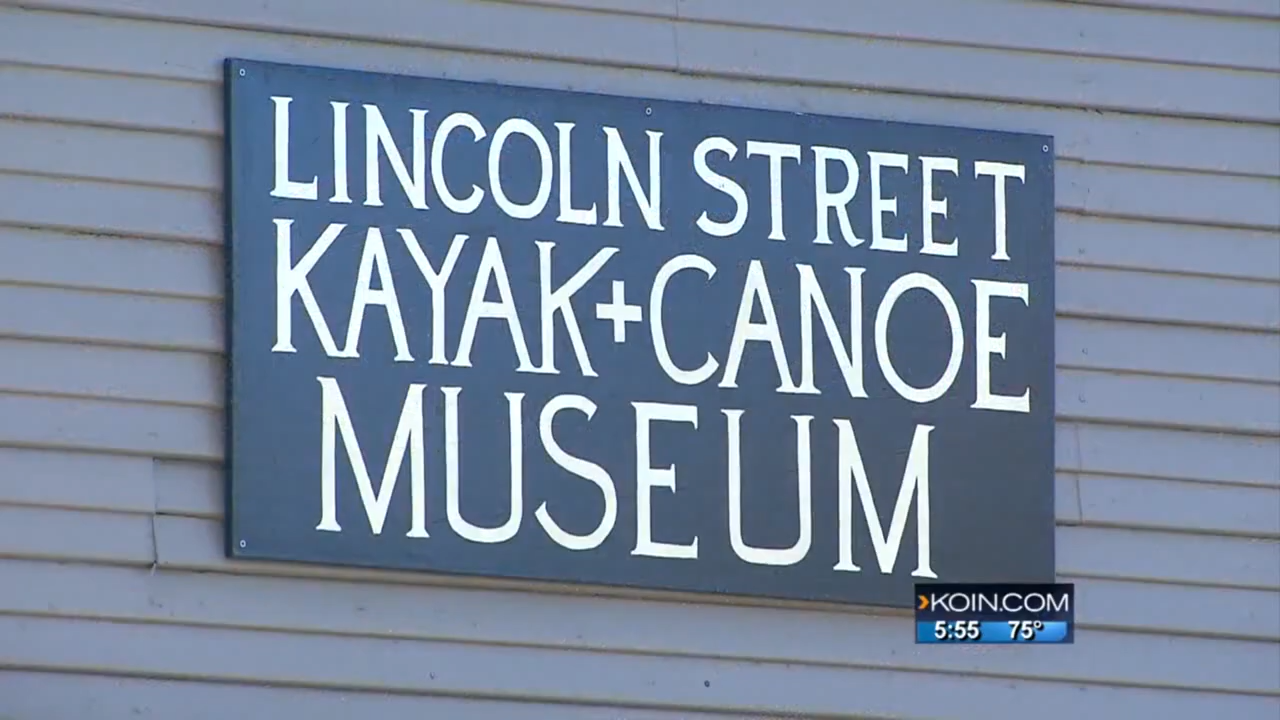 LINCOLN STREET
KAYAK+CANOE
MUSEUM
KOIN.COM
5:55 75°